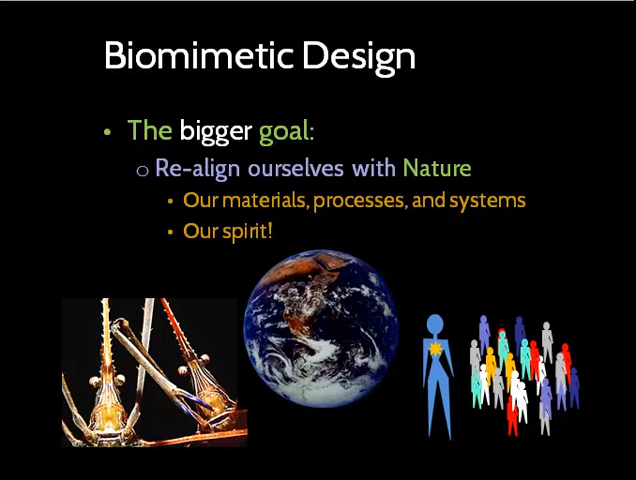 Biomimetic Design
• The bigger goal:
o Re-align ourselves with Nature
• Our materials, processes, and systems
• Our spirit!